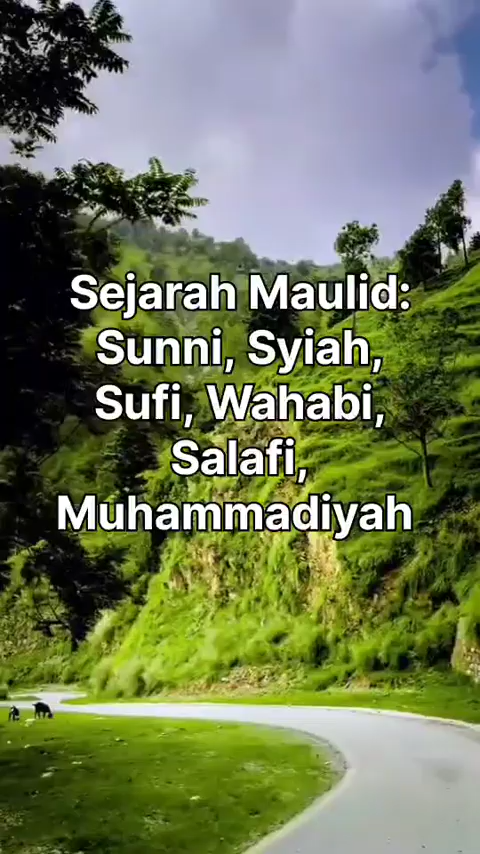 Sejarah Maulid:
Sunni, Syiah,
Sufi, Wahabi,
Salafi,
Muhammadiyah